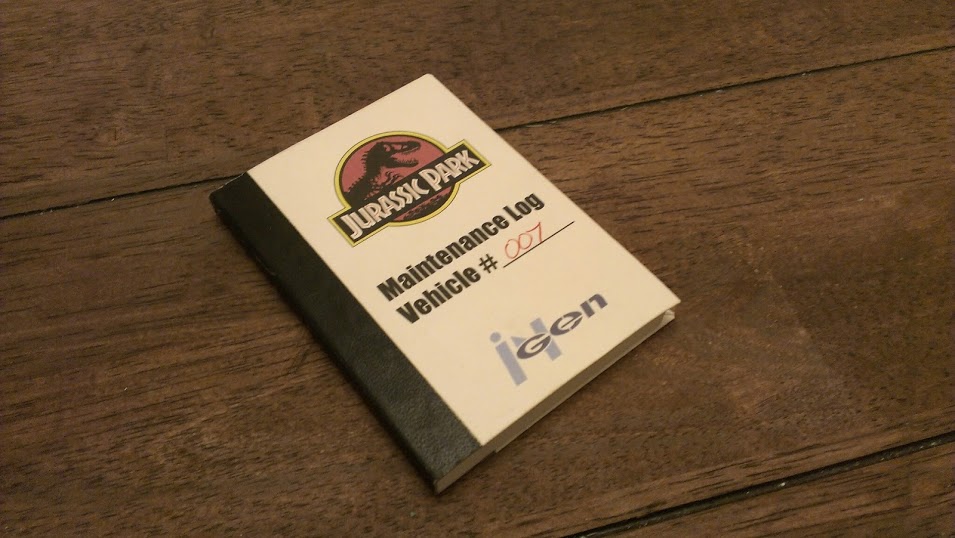 JURASSIC PARK
Maintenance Log
Vehicle # 007
iNGen